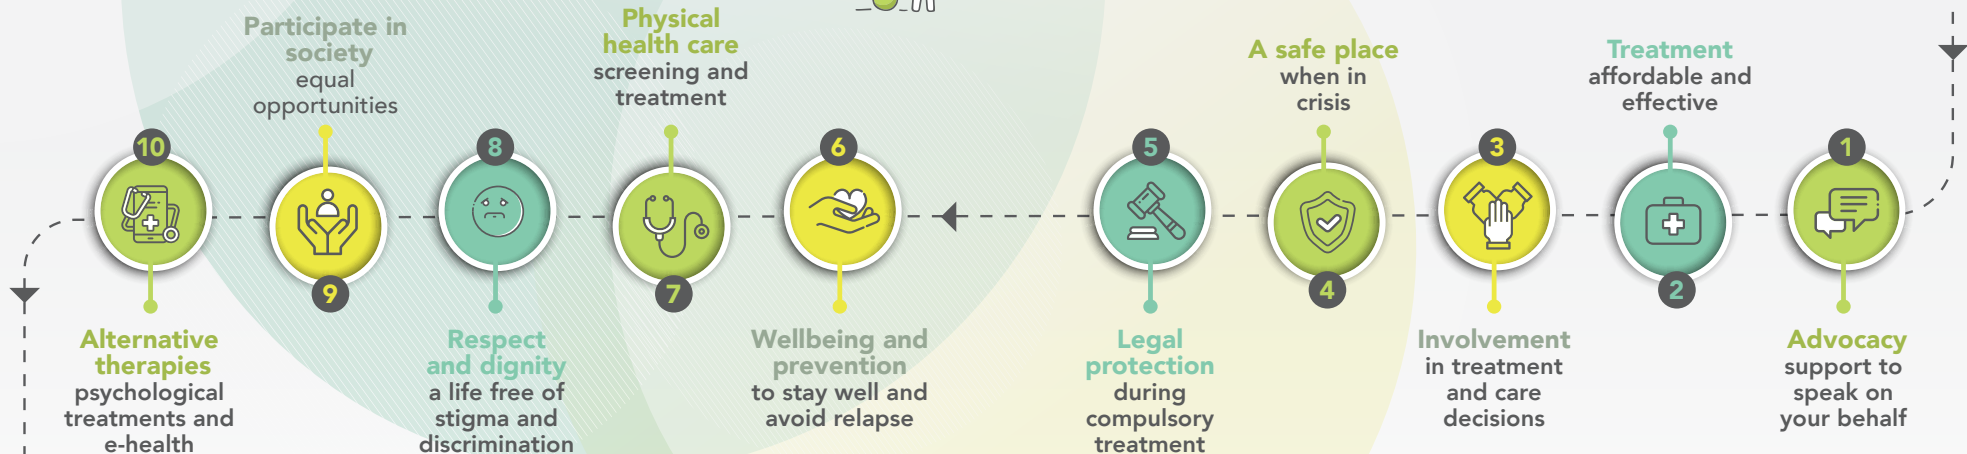 1
Advocacy
support to
speak on
your behalf
Treatment
affordable and
effective
2
3
Involvement
in treatment
and care
decisions
A safe place
when in
crisis
4
5
Legal
protection
during
compulsory
treatment
6
Wellbeing and
prevention
to stay well and
avoid relapse
Physical
health care
screening and
treatment
7
8
Respect
and dignity
a life free of
stigma and
discrimination
Participate in
society
equal
opportunities
9
10
Alternative
therapies
psychological
treatments and
e-health